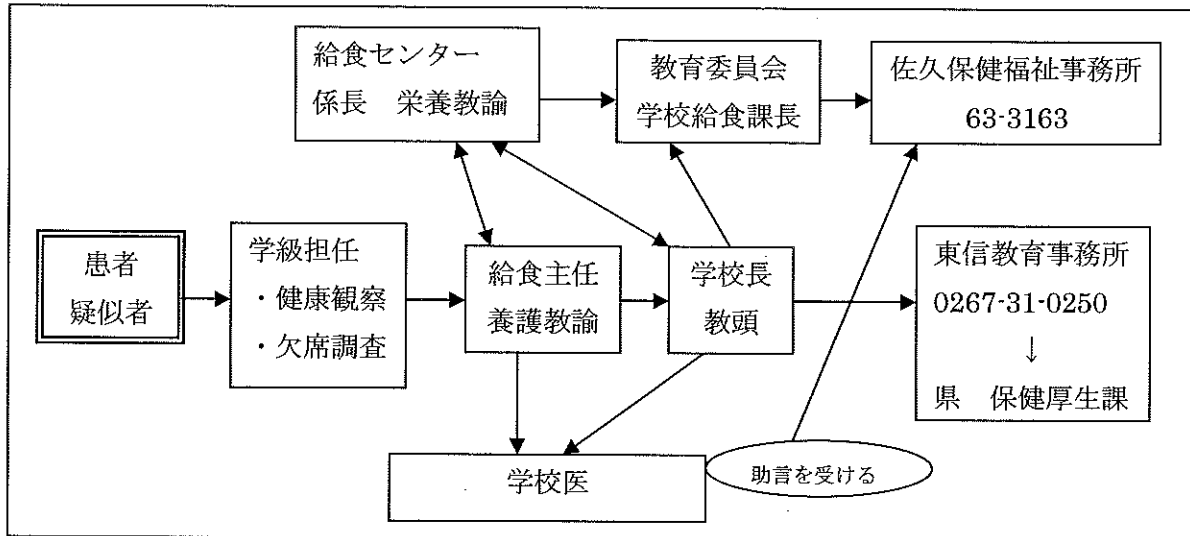 給食センター
係長　栄養教諭
教育委員会
学校給食課長
佐久保健福祉事務所
63-3163
患者
疑似者
学級担任
・健康観察
・欠席調査
給食主任
養護教諭
学校長
教頭
東信教育事務所
0267-31-0250
↓
県　保健厚生課
学校医
助言を受ける